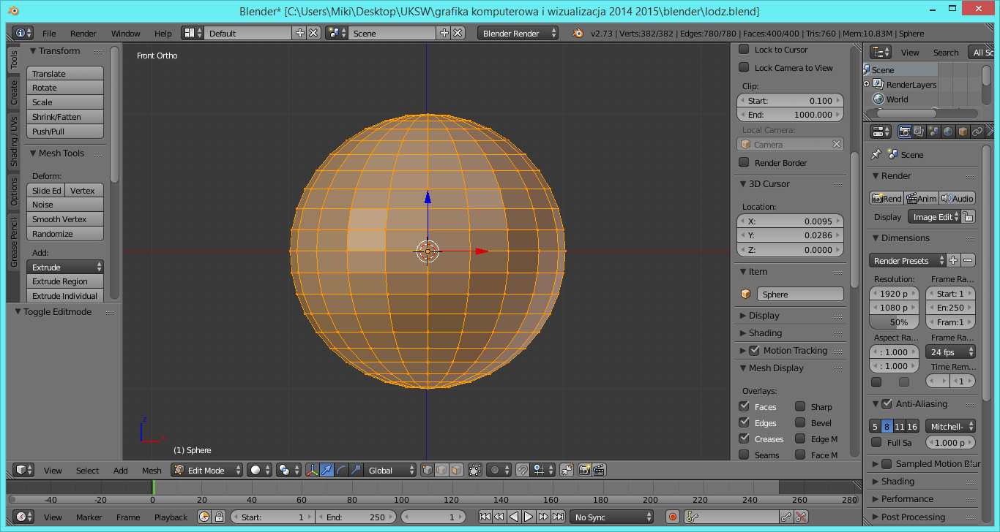 Blender* [C:\Users\Miki\Desktop\UKSW\grafika komputerowa i wizualizacja 2014 2015\blender\lodz.blend]
File Render Window Help Default Scene Blender Render v2.73 | Verts:382/382 | Edges:780/780 | Faces:400/400 | Tris:760 | Mem:10.83M | Sphere
Tools
Create
Shading / UVs
Options
Grease Pencil
Transform
Translate
Rotate
Scale
Shrink/Fatten
Push/Pull
Mesh Tools
Deform:
Slide Ed Vertex
Noise
Smooth Vertex
Randomize
Add:
Extrude
Extrude Region
Extrude Individual
Toggle Editmode
Front Ortho
z
x
(1) Sphere
Lock to Cursor
Lock Camera to View
Clip:
Start: 0.100
End: 1000.000
Local Camera:
Camera
Render Border
3D Cursor
Location:
X: 0.0095
Y: 0.0286
Z: 0.0000
Item
Sphere
Display
Shading
Motion Tracking
Mesh Display
Overlays:
Faces Sharp
Edges Bevel
Creases Edge M
Seams Face M
View Search All Sc
Scene
RenderLayers
World
Scene
Render
Rend Anim Audio
Display Image Edit
Dimensions
Render Presets
Resolution: Frame Ra...
1920 p Start: 1
1080 p En:250
50% Fram:1
Aspect Ra... Frame Ra...
: 1.000 24 fps
: 1.000 Time Rem...
1
Anti-Aliasing
5 8 11 16 Mitchell-
Full Sa 1.000 p
Sampled Motion Blur
Shading
Performance
Post Processing
View Select Add Mesh Edit Mode Global
-40 -20 0 20 40 60 80 100 120 140 160 180 200 220 240 260 280
View Marker Frame Playback Start: 1 End: 250 1 No Sync